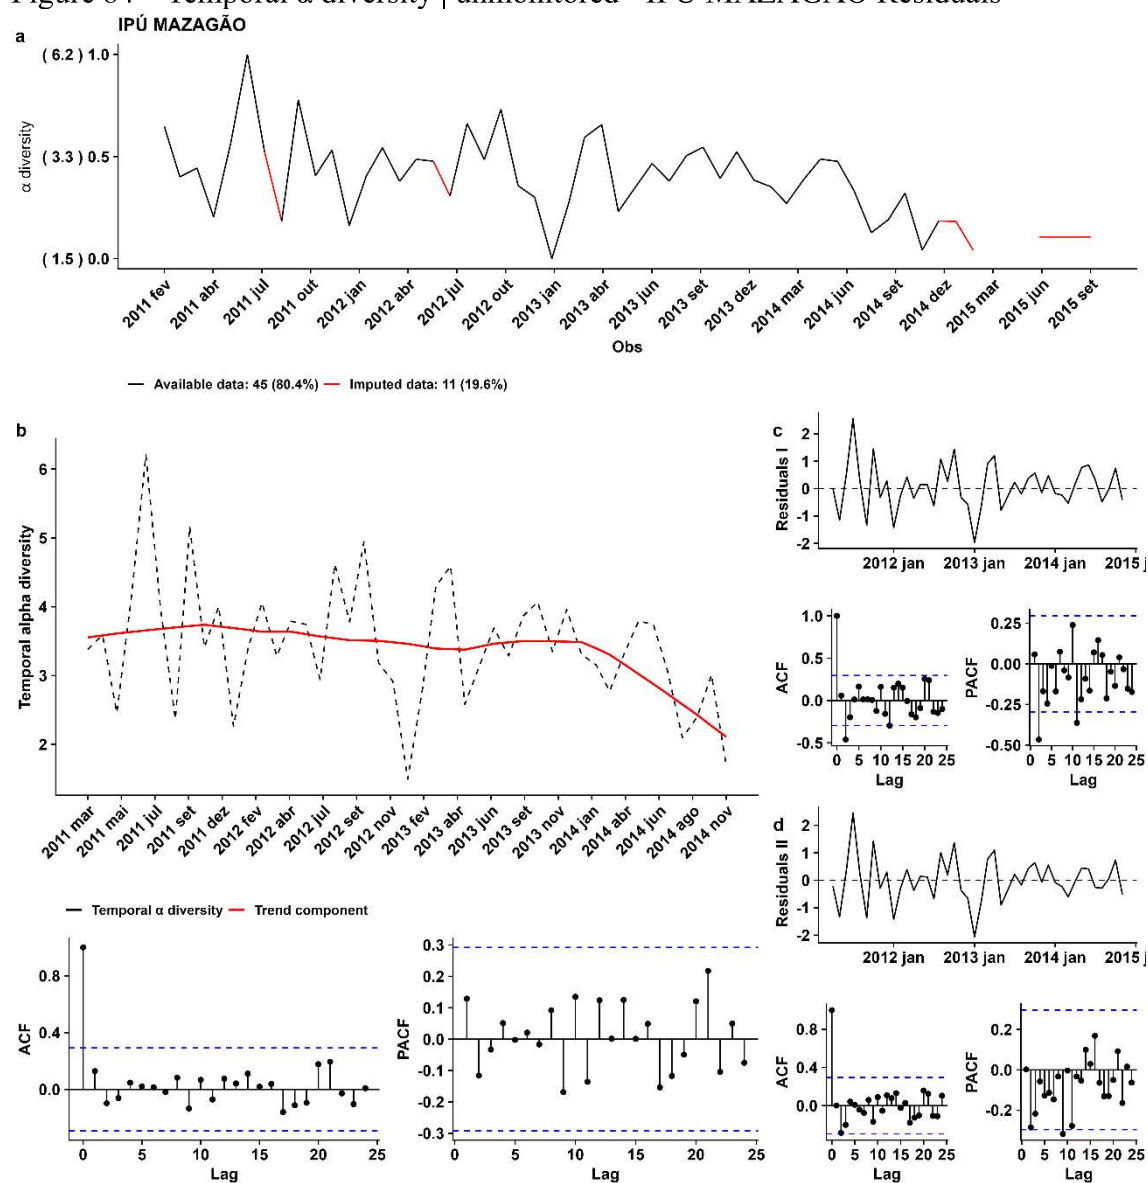 IPÚ MAZAGÃO
a
( 6.2 ) 1.0
( 3.3 ) 0.5
( 1.5 ) 0.0
α diversity
2011 fev 2011 abr 2011 jul 2011 out 2012 jan 2012 abr 2012 jul 2012 out 2013 jan 2013 abr 2013 jun 2013 set 2013 dez 2014 mar 2014 jun 2014 set 2014 dez 2015 mar 2015 jun 2015 set
Obs
Available data: 45 (80.4%) Imputed data: 11 (19.6%)
b
6
5
4
3
2
Temporal alpha diversity
2011 mar 2011 mai 2011 jul 2011 set 2011 dez 2012 fev 2012 abr 2012 jul 2012 set 2012 nov 2013 fev 2013 abr 2013 jun 2013 set 2013 nov 2014 jan 2014 abr 2014 jun 2014 ago 2014 nov
Temporal α diversity Trend component
0.8
0.4
0.0
ACF
0 5 10 15 20 25
Lag
0.3
0.2
0.1
0.0
-0.1
-0.2
-0.3
PACF
0 5 10 15 20 25
Lag
c
2
1
0
-1
-2
Residuals I
2012 jan 2013 jan 2014 jan 2015 j
1.0
0.5
0.0
-0.5
ACF
0 5 10 15 20 25
Lag
0.25
0.00
-0.25
-0.50
PACF
0 5 10 15 20 25
Lag
d
2
1
0
-1
-2
Residuals II
2012 jan 2013 jan 2014 jan 2015 j
0.8
0.4
0.0
ACF
0 5 10 15 20 25
Lag
0.2
0.0
-0.2
PACF
0 5 10 15 20 25
Lag